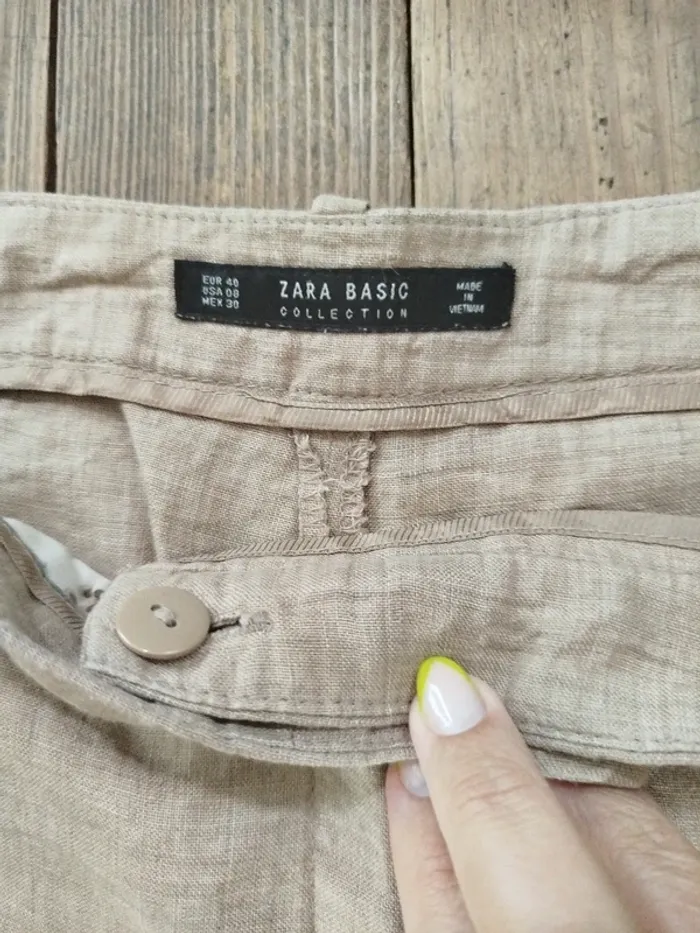 EUR 40
USA 08
MEX 30
ZARA BASIC
COLLECTION
MADE
IN
VIETNAM